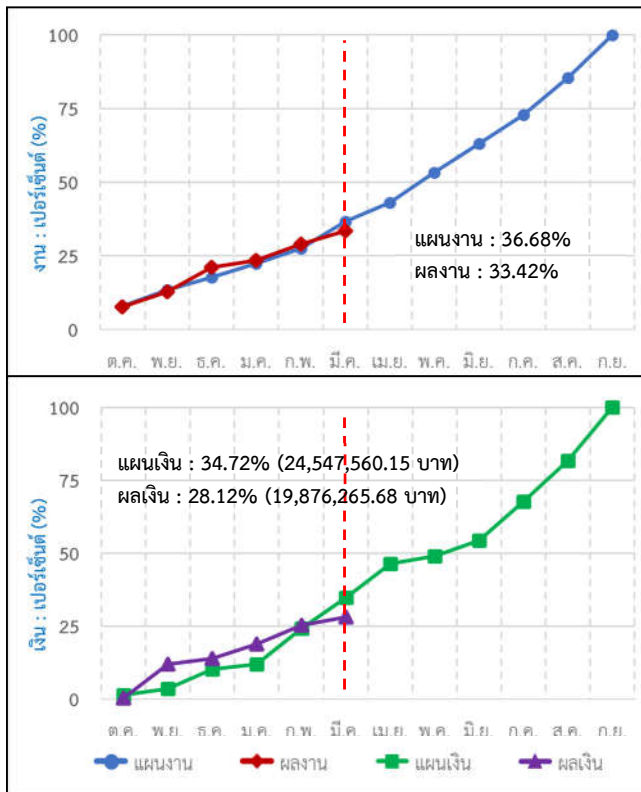 100
75
50
25
0
งาน : เปอร์เซ็นต์ (%)
แผนงาน : 36.68%
ผลงาน : 33.42%
ต.ค. พ.ย. ธ.ค. ม.ค. ก.พ. มี.ค. เม.ย. พ.ค. มิ.ย. ก.ค. ส.ค. ก.ย.
100
75
50
25
0
เงิน : เปอร์เซ็นต์ (%)
แผนเงิน : 34.72% (24,547,560.15 บาท)
ผลเงิน : 28.12% (19,876,265.68 บาท)
ต.ค. พ.ย. ธ.ค. ม.ค. ก.พ. มี.ค. เม.ย. พ.ค. มิ.ย. ก.ค. ส.ค. ก.ย.
แผนงาน ผลงาน แผนเงิน ผลเงิน